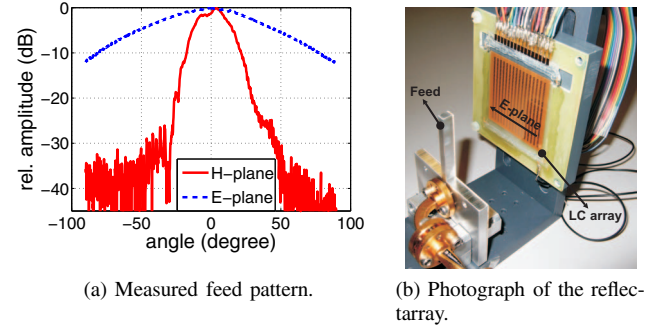 0
−10
−20
−30
−40
rel. amplitude (dB)
H−plane
E−plane
−100
−50
0
50
100
angle (degree)
(a) Measured feed pattern.
Feed
E-plane
LC array
(b) Photograph of the reflec-
tarray.